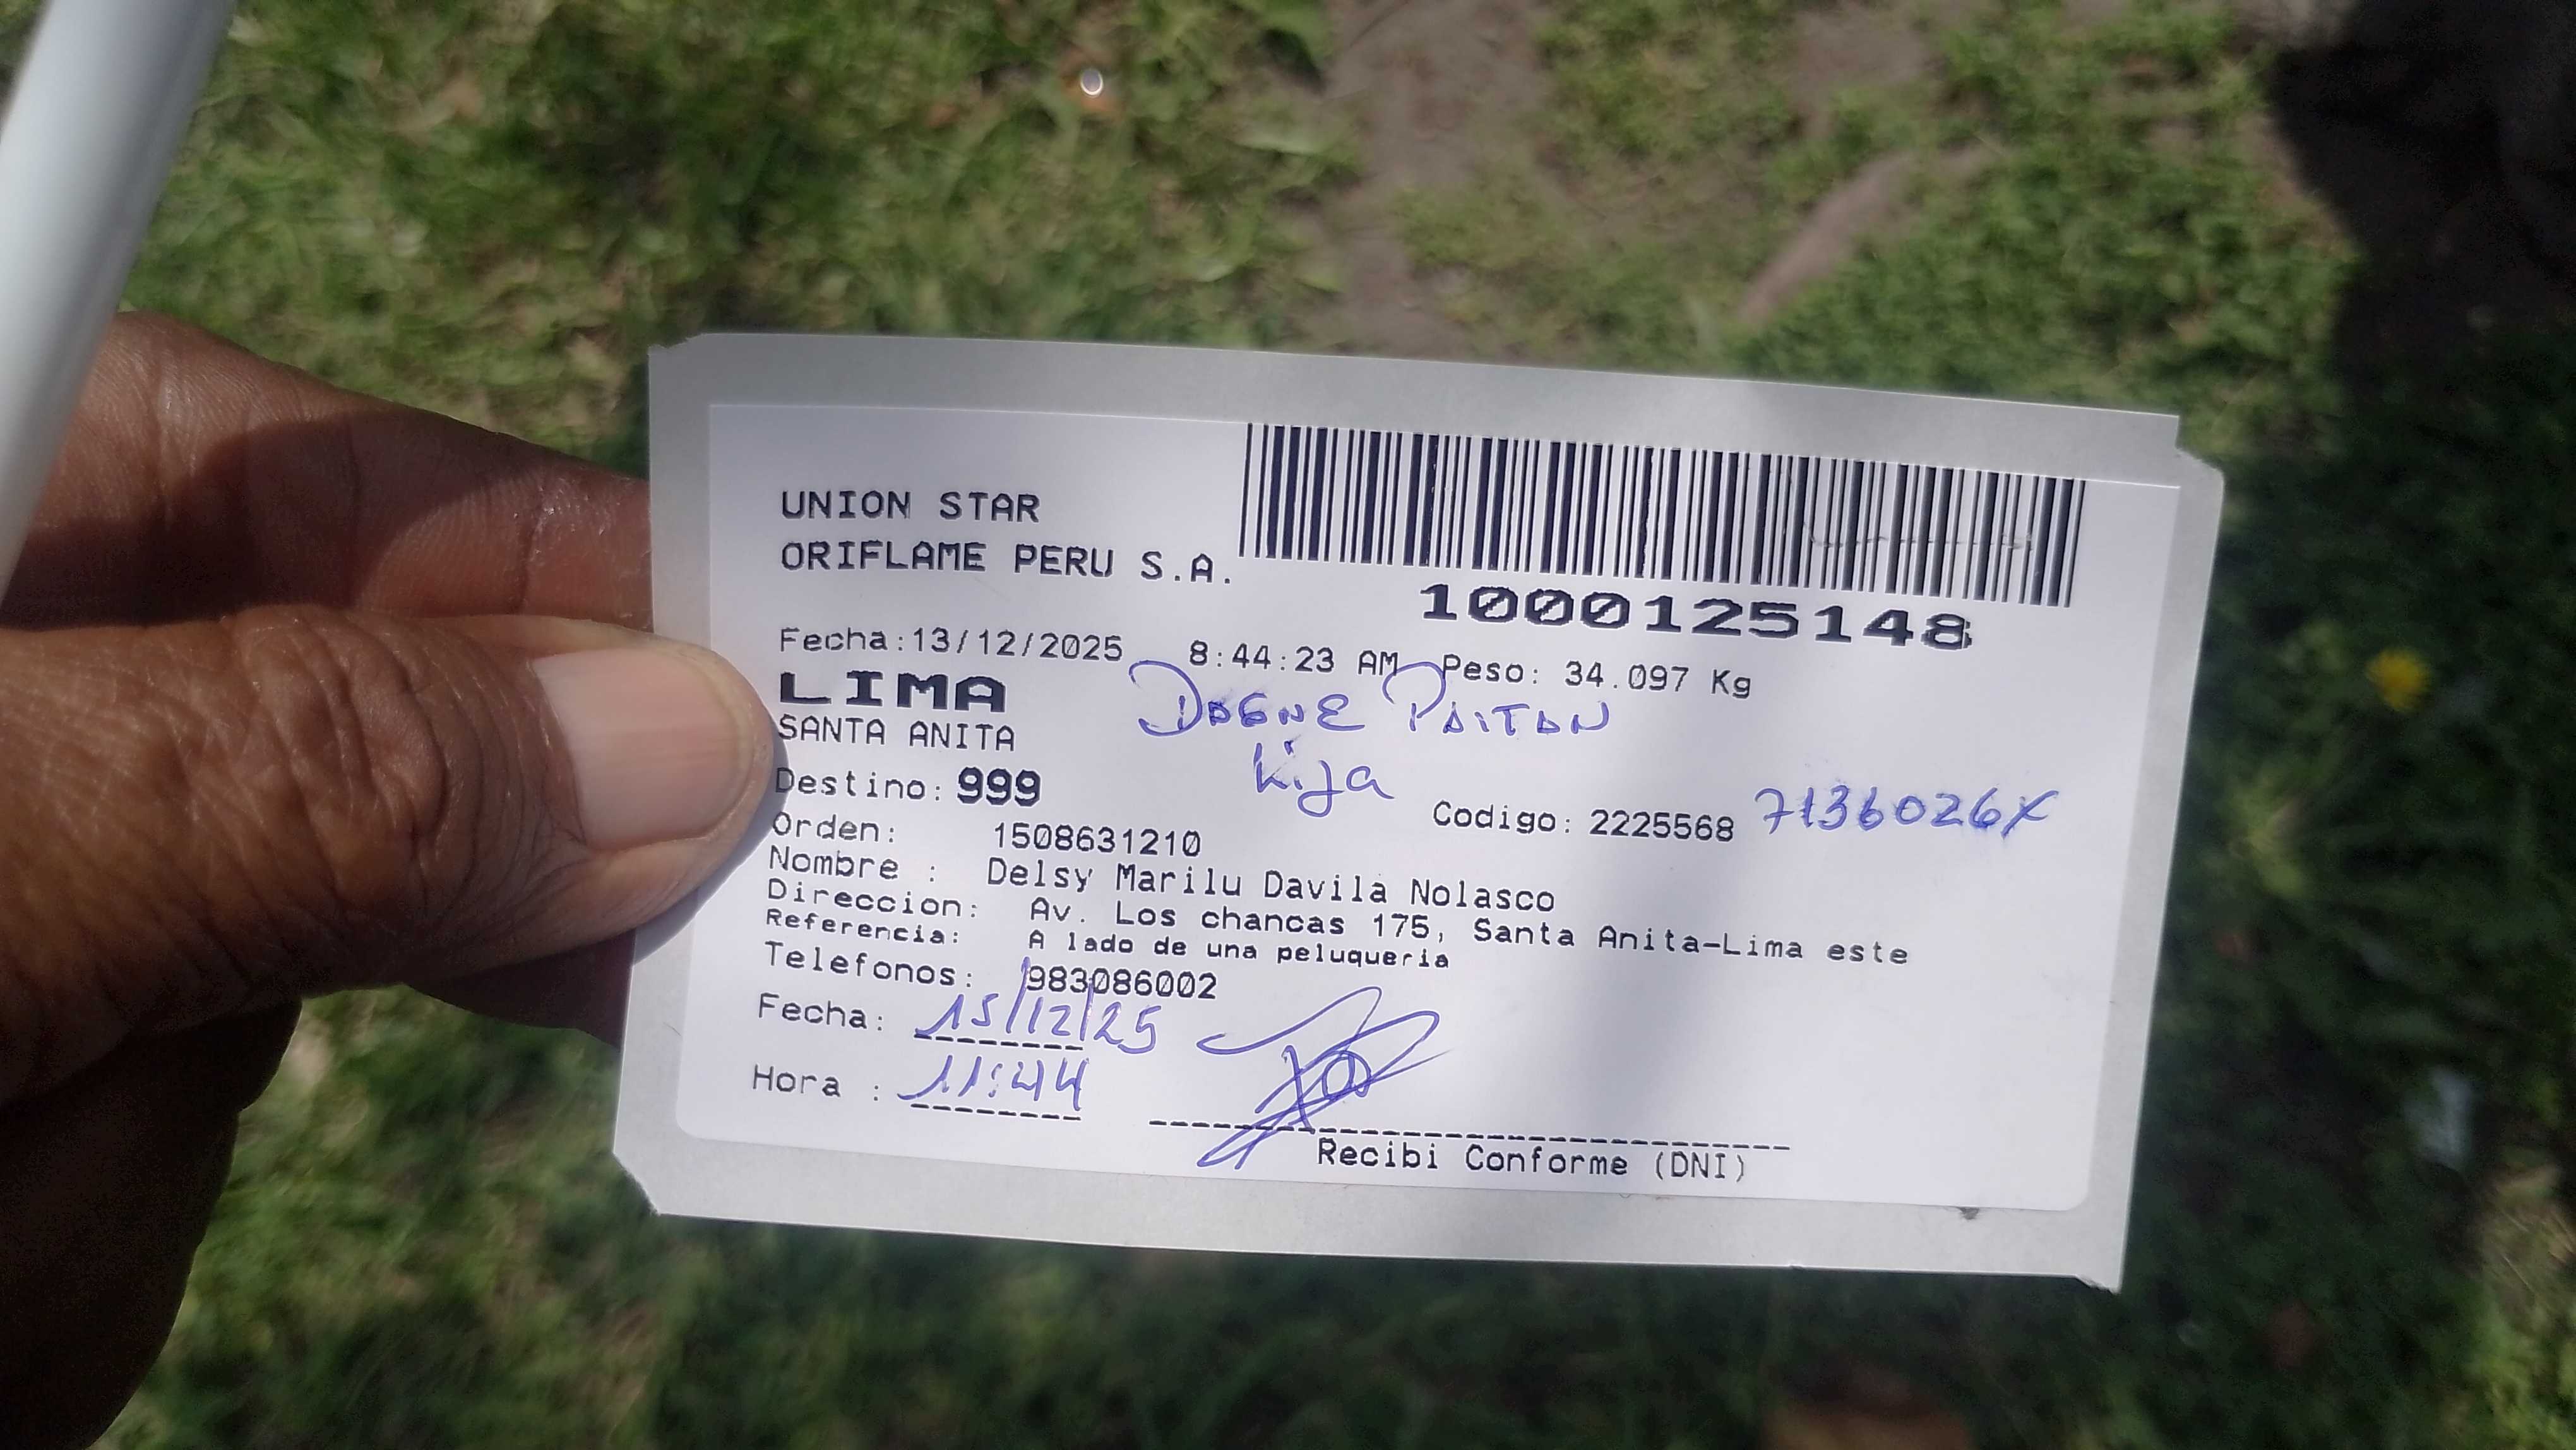 UNION STAR
ORIFLAME PERU S.A.
1000125148
Fecha:13/12/2025 8:44:23 AM Peso: 34.097 Kg
LIMA
SANTA ANITA
Destino: 999
Codigo: 2225568
Orden: 1508631210
Nombre : Delsy Marilu Davila Nolasco
Direccion: Av. Los chancas 175, Santa Anita-Lima este
Referencia: A lado de una peluqueria
Telefonos: 983086002
Fecha: 15/12/25
Hora : 11:44
Recibi Conforme (DNI)